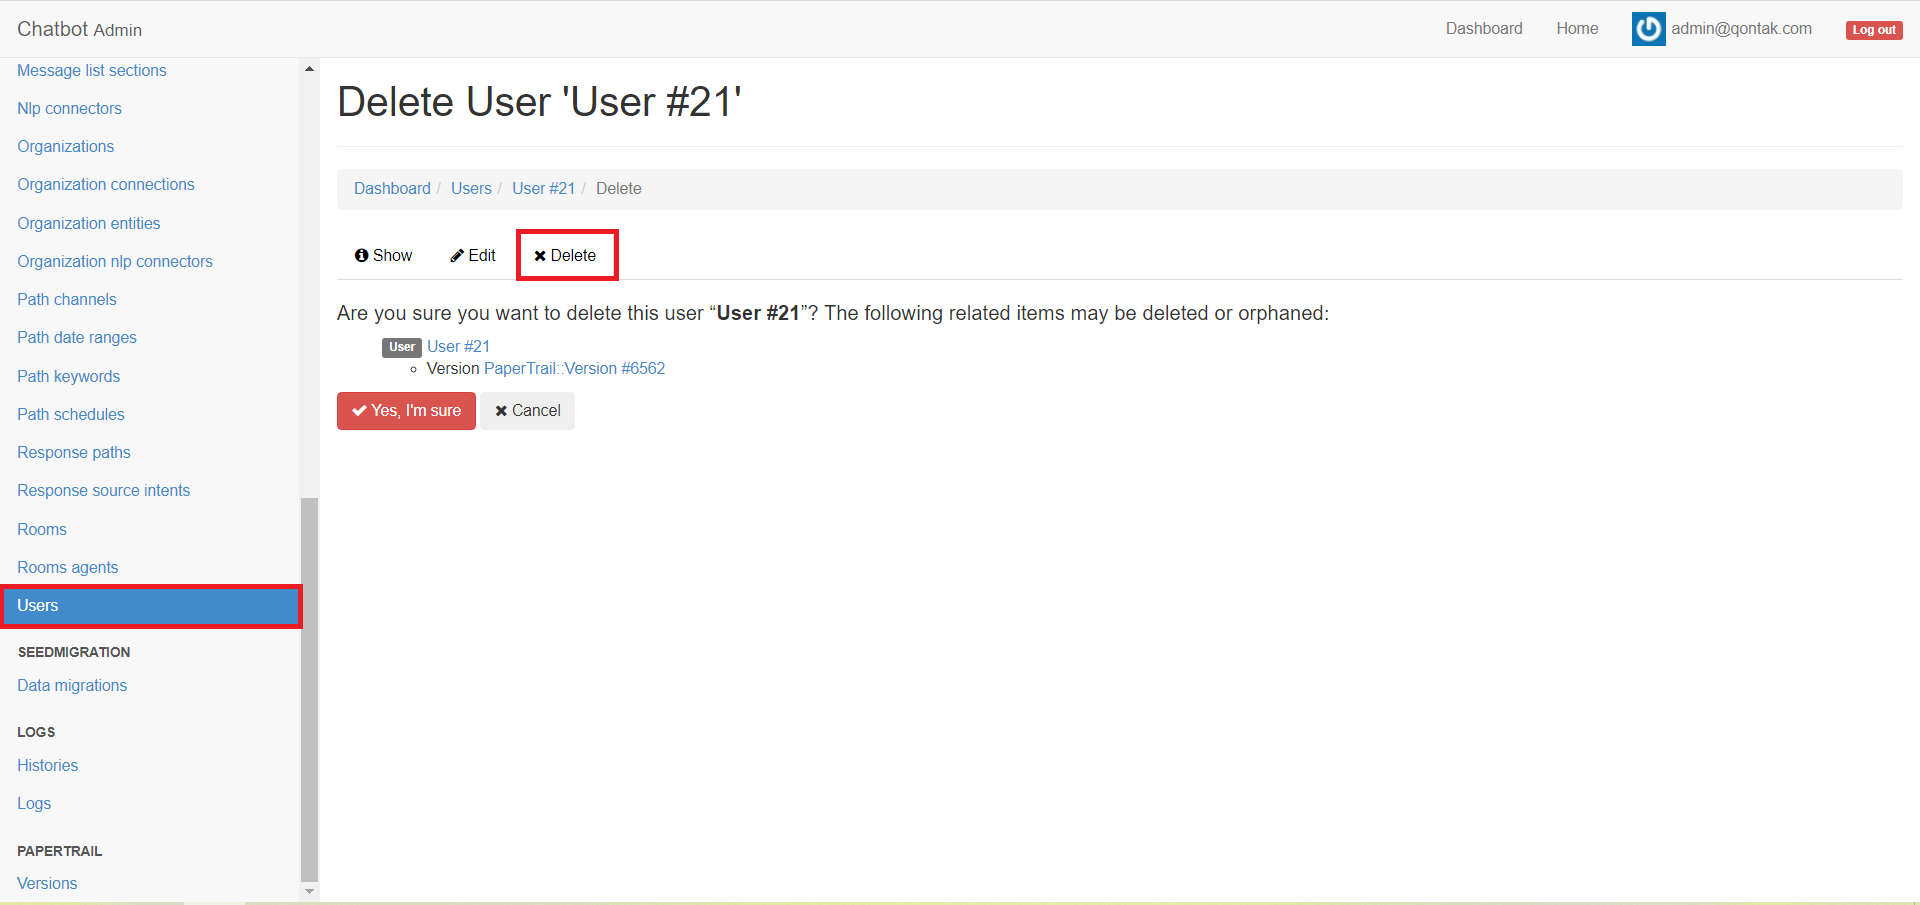 Chatbot Admin
Dashboard
Home
admin@qontak.com
Log out
Message list sections
Nlp connectors
Organizations
Organization connections
Organization entities
Organization nlp connectors
Path channels
Path date ranges
Path keywords
Path schedules
Response paths
Response source intents
Rooms
Rooms agents
Users
SEEDMIGRATION
Data migrations
LOGS
Histories
Logs
PAPERTRAIL
Versions
Delete User 'User #21'
Dashboard / Users / User #21 / Delete
Show
Edit
Delete
Are you sure you want to delete this user “User #21”? The following related items may be deleted or orphaned:
User User #21
Version PaperTrail::Version #6562
Yes, I'm sure
Cancel